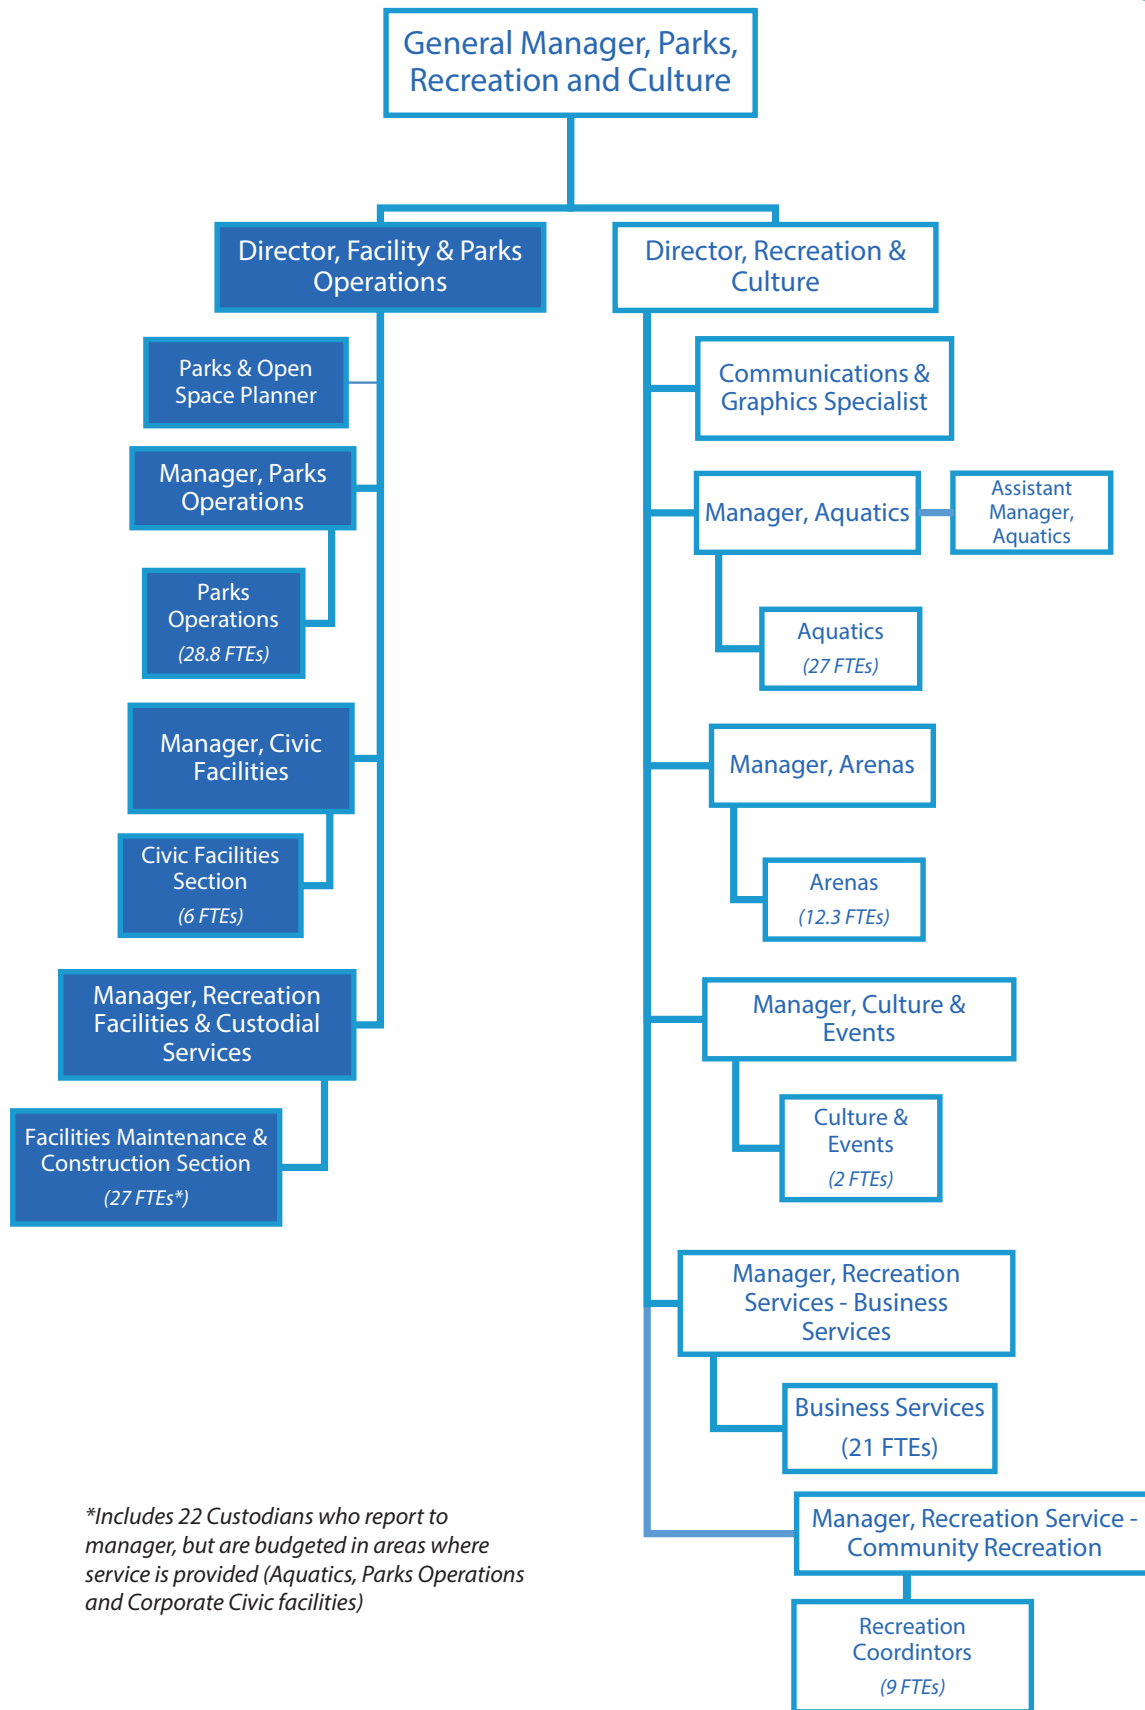 General Manager, Parks,
Recreation and Culture
Director, Facility & Parks
Operations
Parks & Open
Space Planner
Manager, Parks
Operations
Parks
Operations
(28.8 FTEs)
Manager, Civic
Facilities
Civic Facilities
Section
(6 FTEs)
Manager, Recreation
Facilities & Custodial
Services
Facilities Maintenance &
Construction Section
(27 FTEs*)
Director, Recreation &
Culture
Communications &
Graphics Specialist
Manager, Aquatics
Assistant
Manager,
Aquatics
Aquatics
(27 FTEs)
Manager, Arenas
Arenas
(12.3 FTEs)
Manager, Culture &
Events
Culture &
Events
(2 FTEs)
Manager, Recreation
Services - Business
Services
Business Services
(21 FTEs)
Manager, Recreation Service -
Community Recreation
Recreation
Coordintors
(9 FTEs)
*Includes 22 Custodians who report to
manager, but are budgeted in areas where
service is provided (Aquatics, Parks Operations
and Corporate Civic facilities)